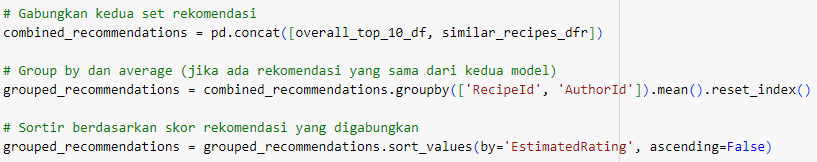 # Gabungkan kedua set rekomendasi
combined_recommendations = pd.concat([overall_top_10_df, similar_recipes_dfr])
# Group by dan average (jika ada rekomendasi yang sama dari kedua model)
grouped_recommendations = combined_recommendations.groupby(['RecipeId', 'AuthorId']).mean().reset_index()
# Sortir berdasarkan skor rekomendasi yang digabungkan
grouped_recommendations = grouped_recommendations.sort_values(by='EstimatedRating', ascending=False)